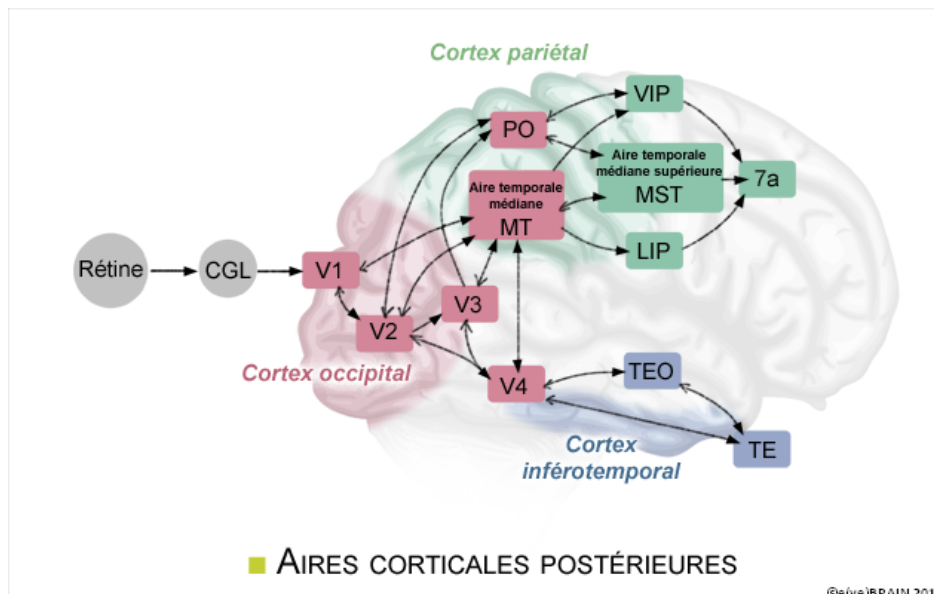 Cortex pariétal
VIP
PO
Aire temporale
médiane supérieure
MST
7a
Aire temporale
médiane
MT
LIP
Rétine
CGL
V1
V3
V2
Cortex occipital
V4
TEO
TE
Cortex
inférotemporal
AIRES CORTICALES POSTÉRIEURES